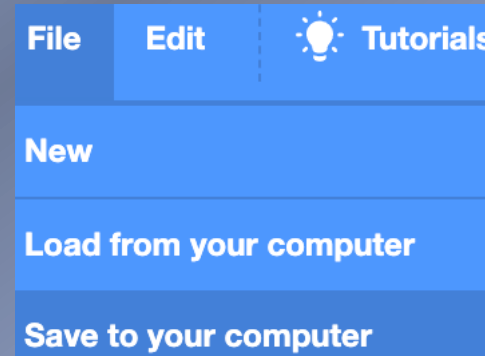 File Edit Tutorials
New
Load from your computer
Save to your computer